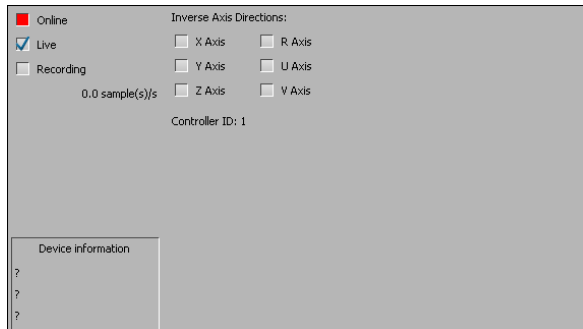 Online
Live
Recording
0.0 sample(s)/s
Inverse Axis Directions:
X Axis R Axis
Y Axis U Axis
Z Axis V Axis
Controller ID: 1
Device information
?
?
?